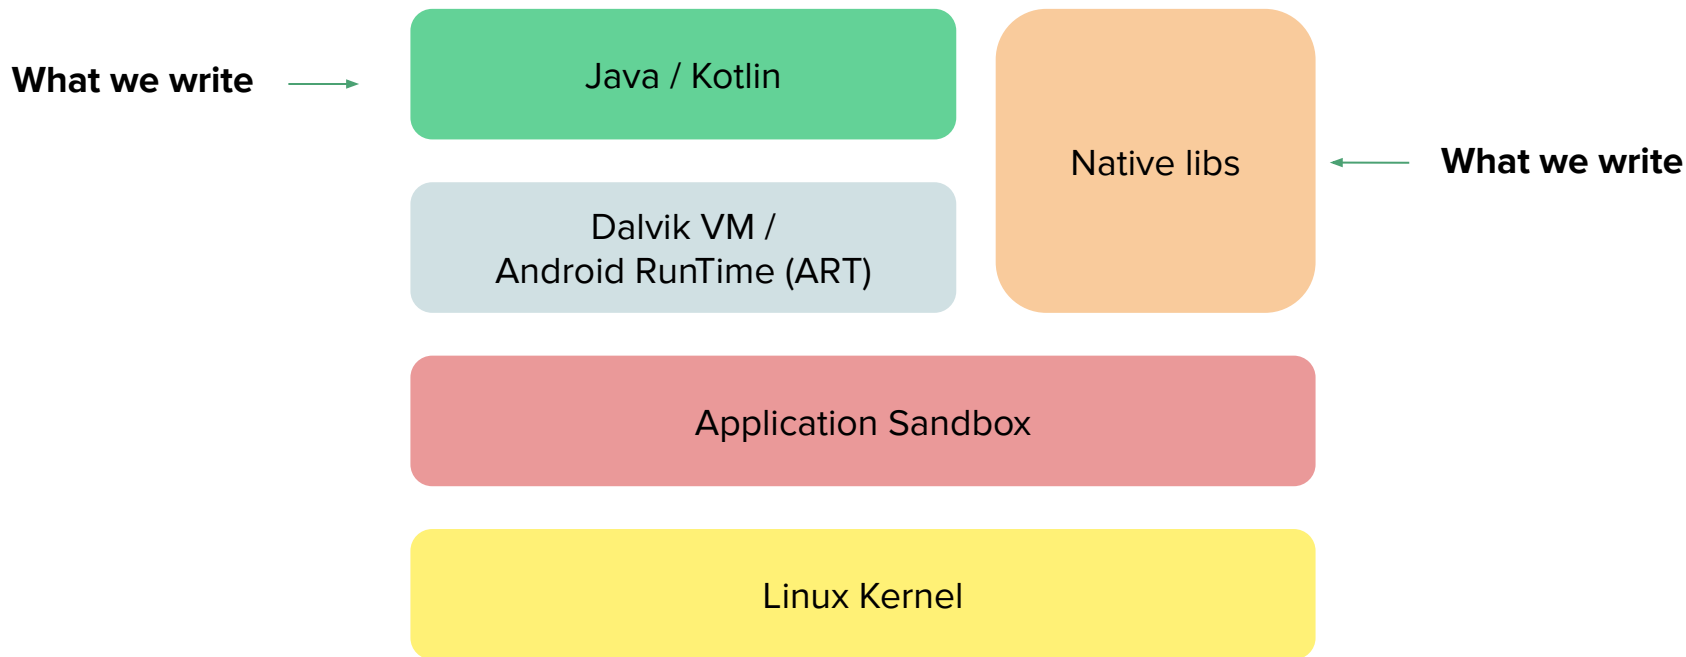 What we write
Java / Kotlin
Native libs
What we write
Dalvik VM /
Android RunTime (ART)
Application Sandbox
Linux Kernel